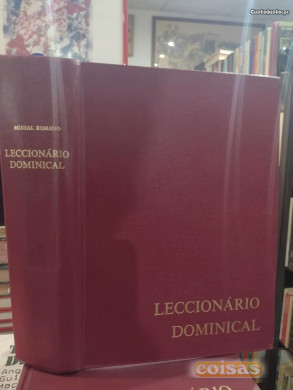 CustoJusto.pt
MISSAL ROMANO
LECCIONÁRIO
DOMINICAL
LECCIONÁRIO
DOMINICAL
coisas